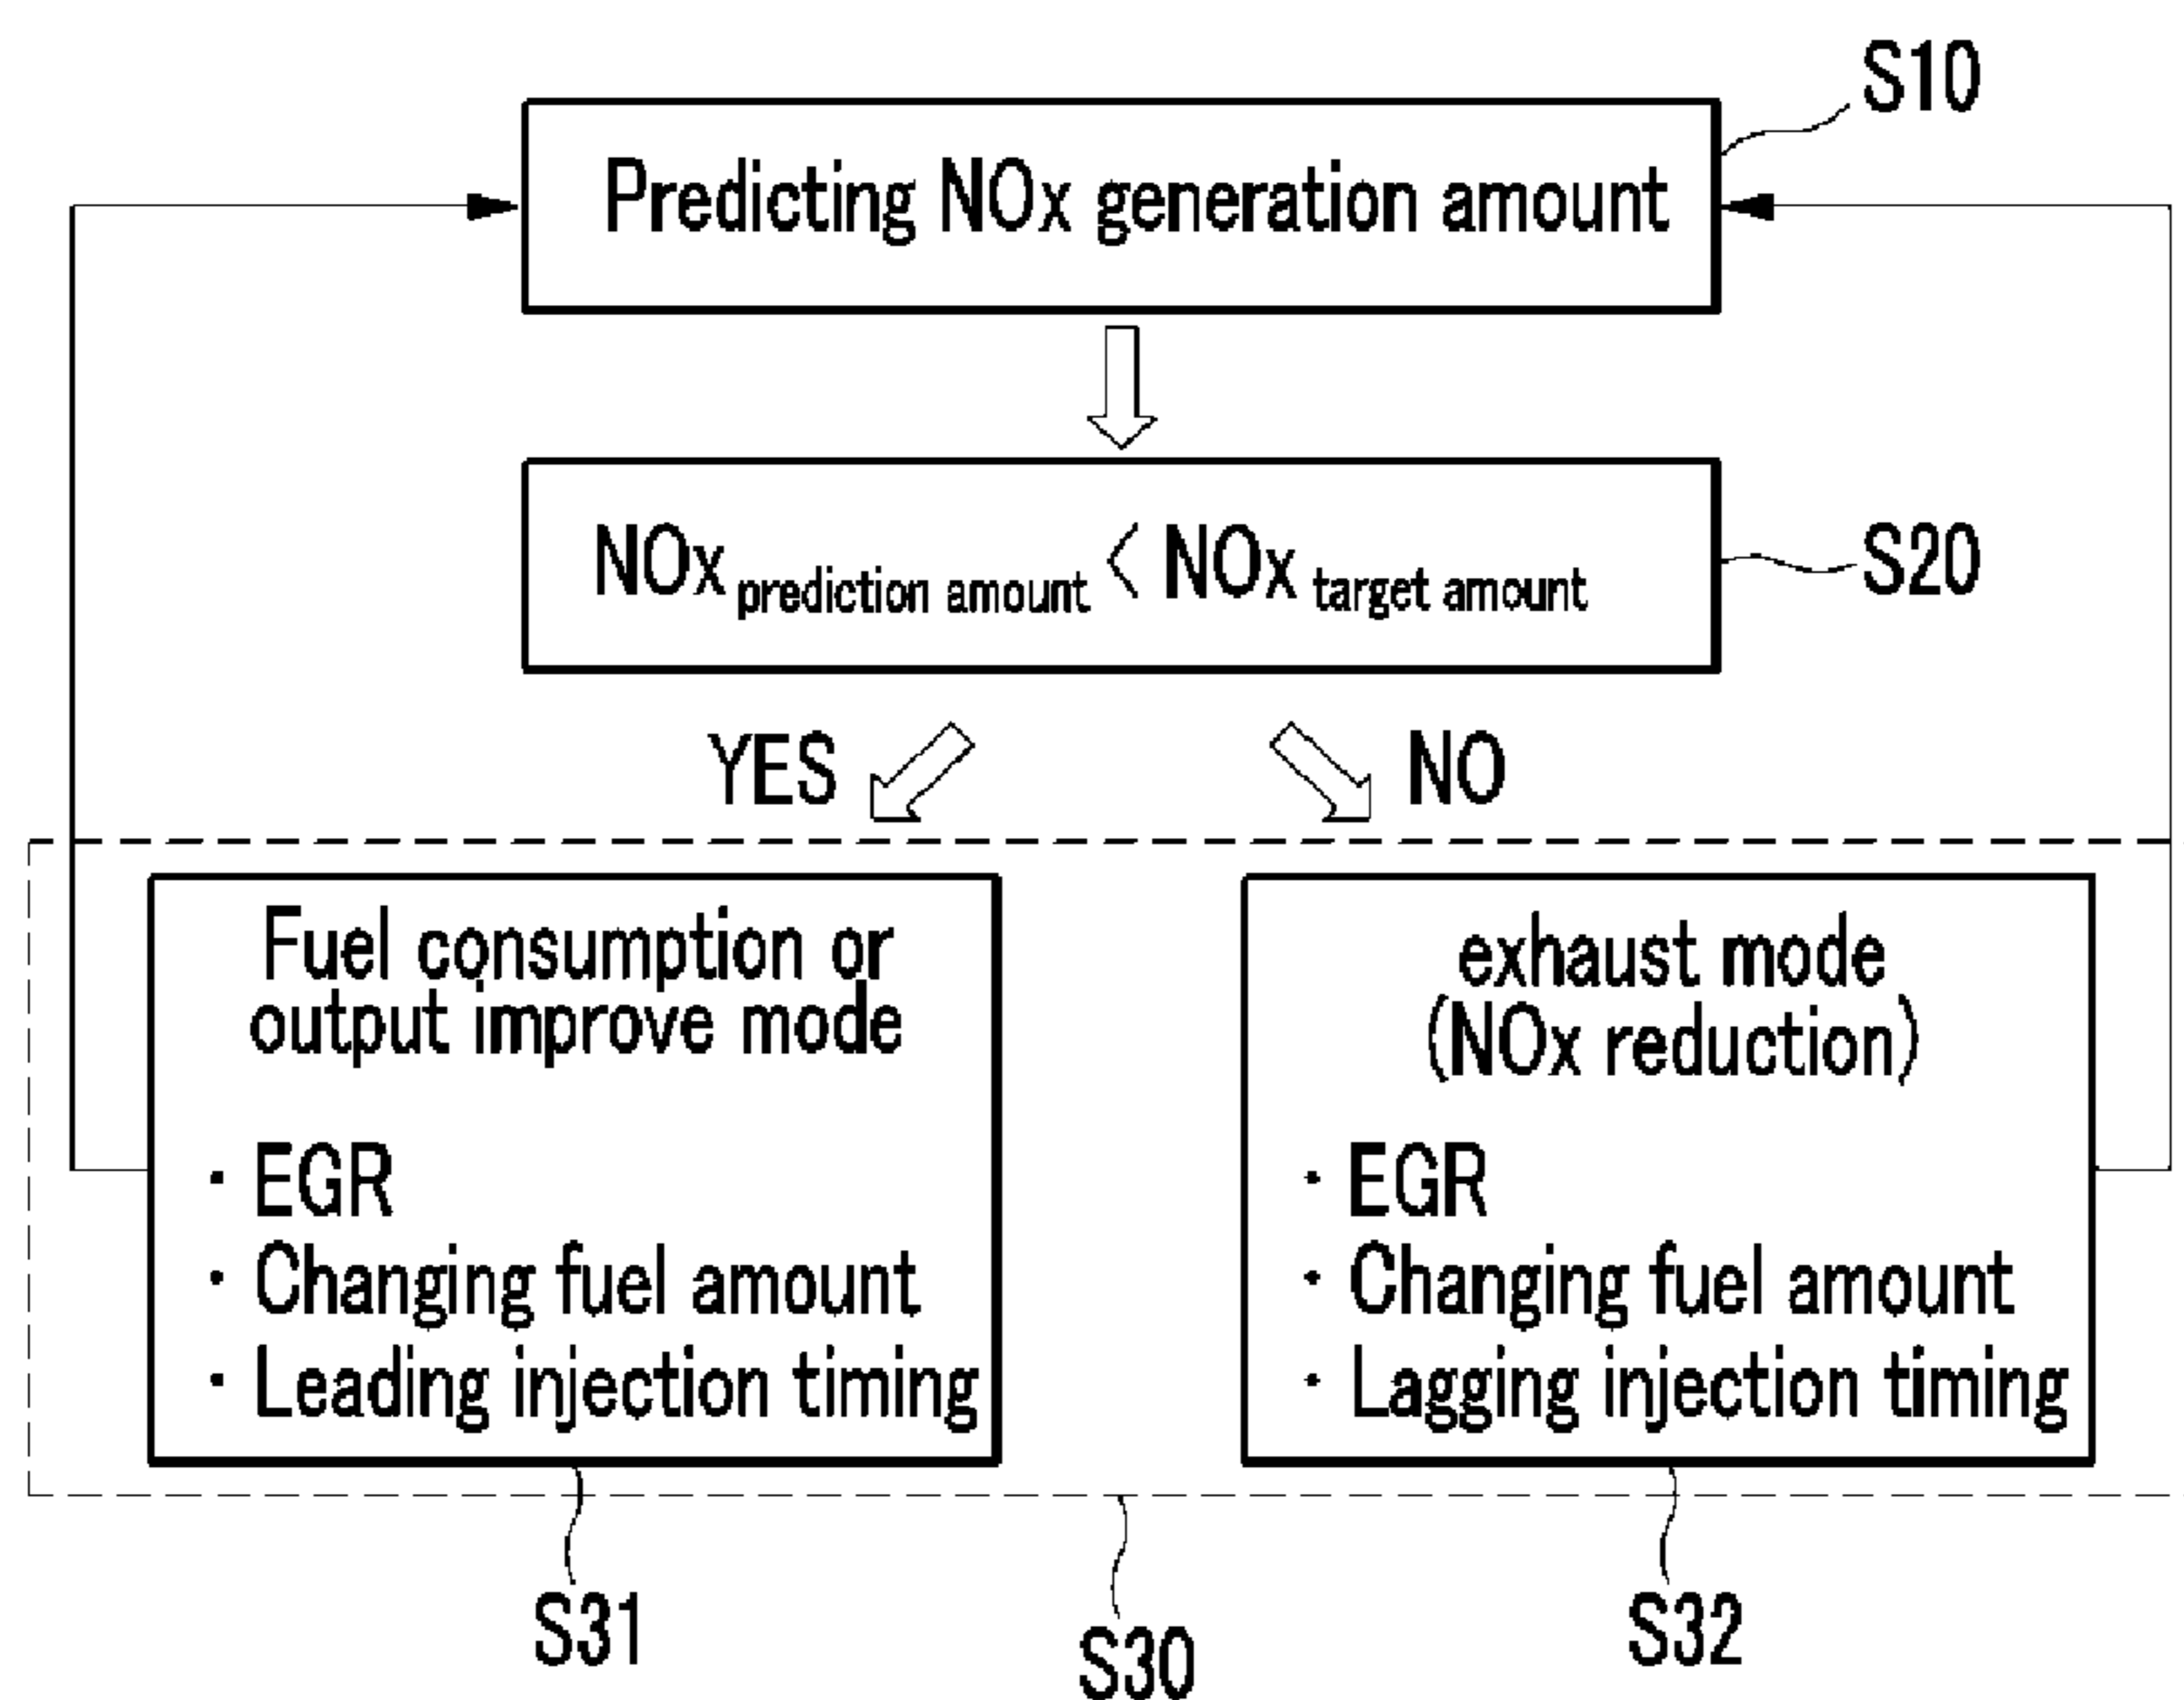 S10
Predicting NOx generation amount
NOx prediction amount < NOx target amount
S20
YES
NO
Fuel consumption or
output improve mode
· EGR
· Changing fuel amount
· Leading injection timing
exhaust mode
(NOx reduction)
· EGR
· Changing fuel amount
· Lagging injection timing
S31
S30
S32